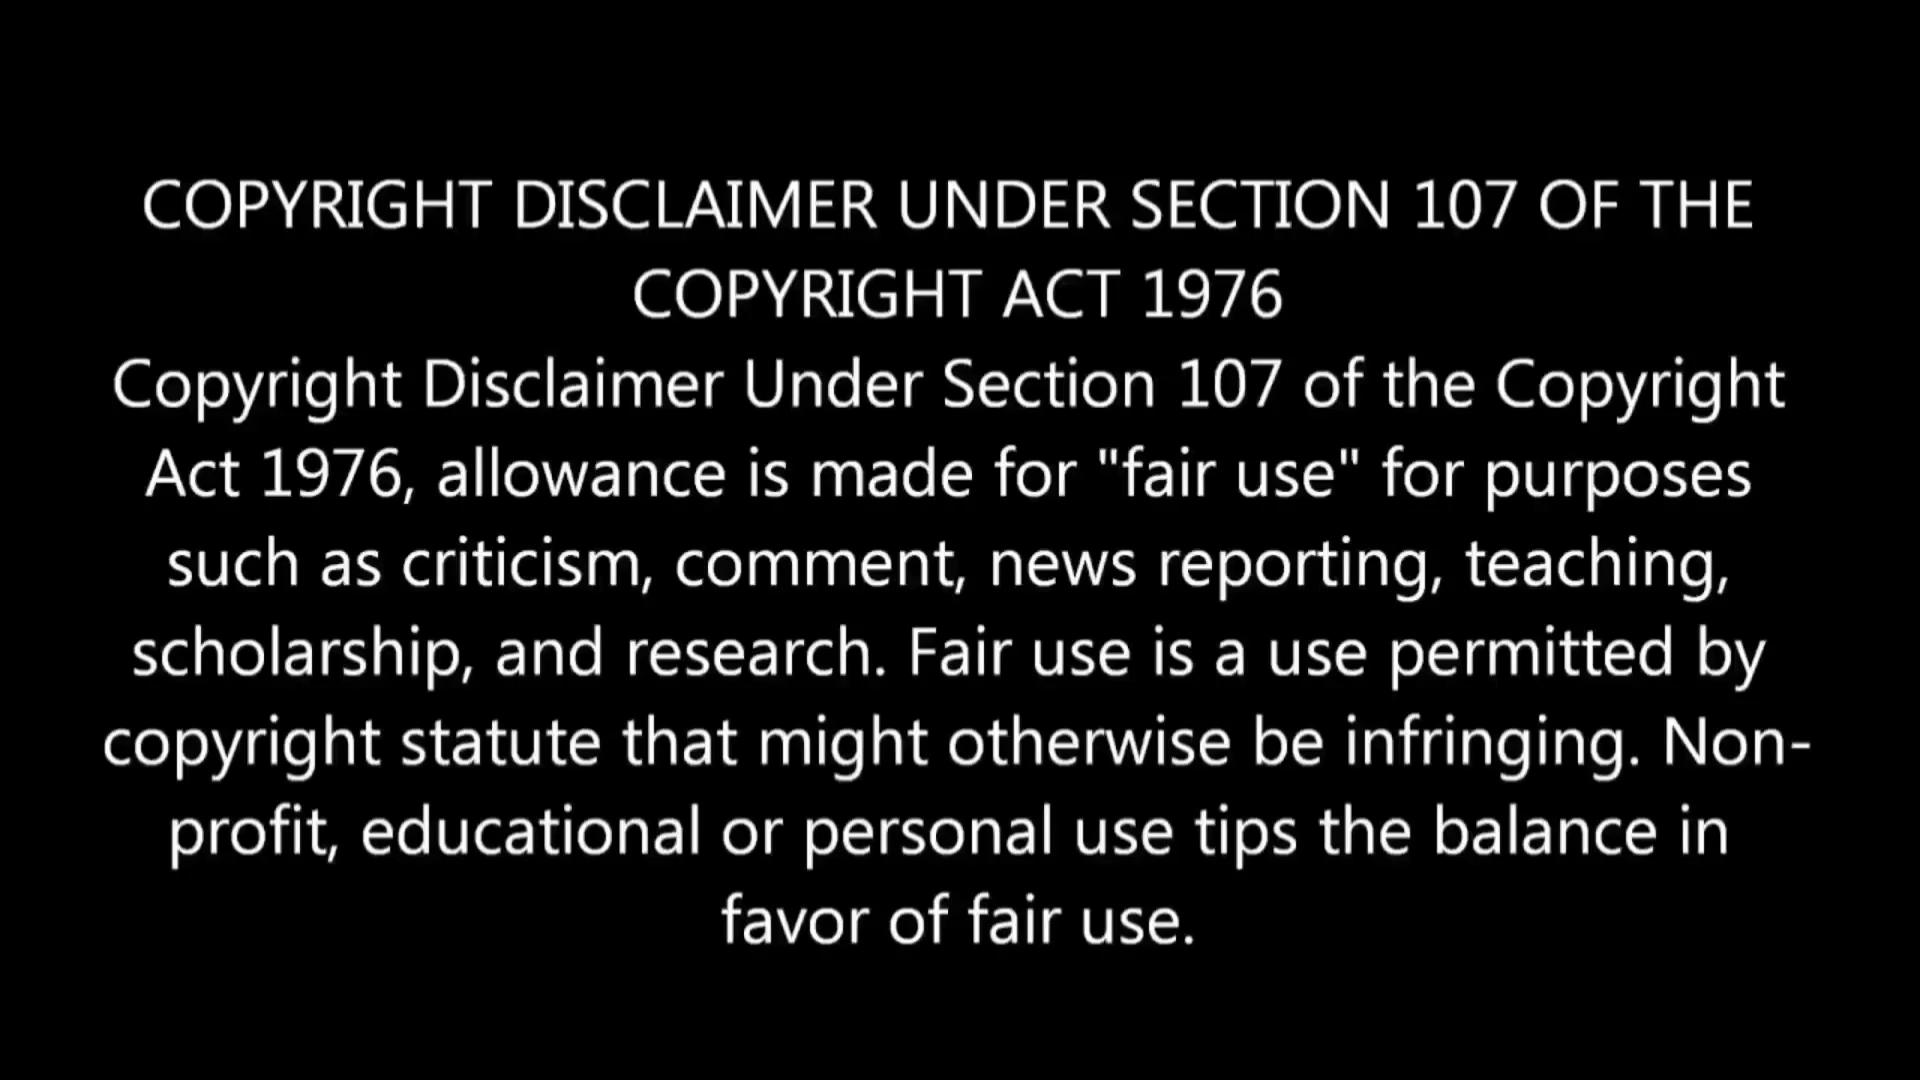 COPYRIGHT DISCLAIMER UNDER SECTION 107 OF THE
COPYRIGHT ACT 1976
Copyright Disclaimer Under Section 107 of the Copyright
Act 1976, allowance is made for "fair use" for purposes
such as criticism, comment, news reporting, teaching,
scholarship, and research. Fair use is a use permitted by
copyright statute that might otherwise be infringing. Non-
profit, educational or personal use tips the balance in
favor of fair use.